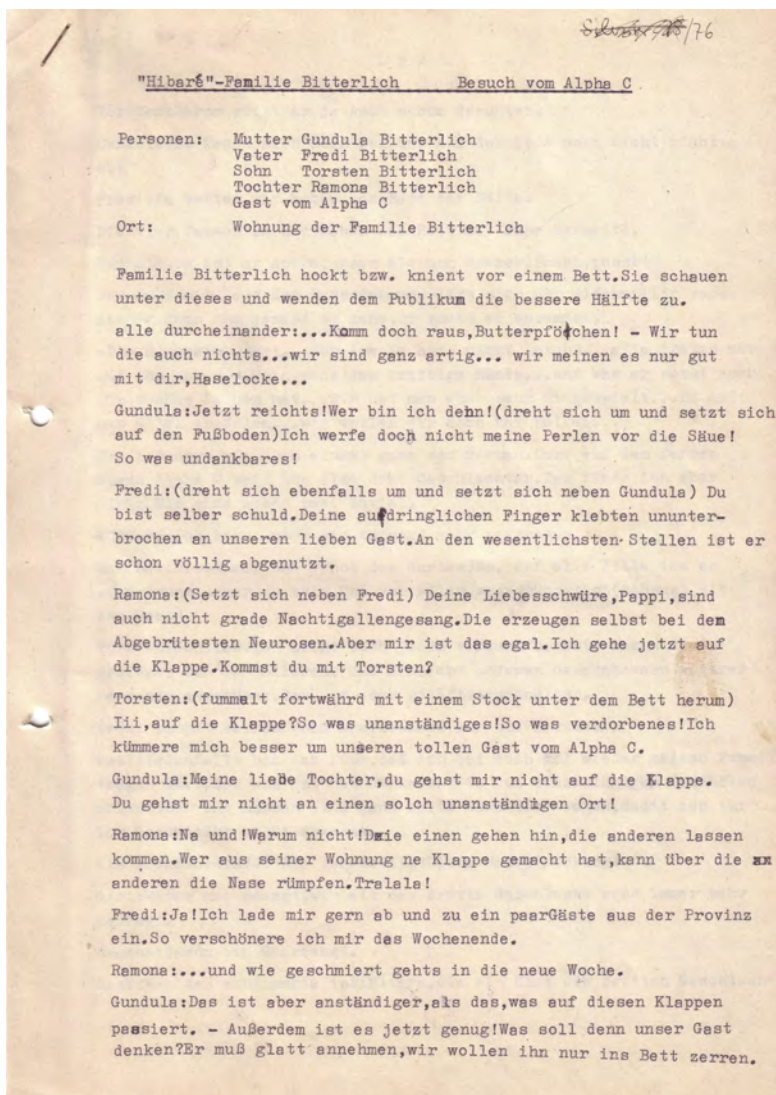 /76
"Hibaré"-Familie Bitterlich Besuch vom Alpha C
Personen: Mutter Gundula Bitterlich
Vater Fredi Bitterlich
Sohn Torsten Bitterlich
Tochter Ramona Bitterlich
Gast vom Alpha C
Ort: Wohnung der Familie Bitterlich
Familie Bitterlich hockt bzw. knient vor einem Bett.Sie schauen
unter dieses und wenden dem Publikum die bessere Hälfte zu.
alle durcheinander:...Komm doch raus,Butterpfötchen! - Wir tun
die auch nichts...wir sind ganz artig... wir meinen es nur gut
mit dir,Haselocke...
Gundula:Jetzt reichts!Wer bin ich dehn!(dreht sich um und setzt sich
auf den Fußboden)Ich werfe doch nicht meine Perlen vor die Säue!
So was undankbares!
Fredi:(dreht sich ebenfalls um und setzt sich neben Gundula) Du
bist selber schuld.Deine aufdringlichen Finger klebten ununter-
brochen an unseren lieben Gast.An den wesentlichsten Stellen ist er
schon völlig abgenutzt.
Ramona:(Setzt sich neben Fredi) Deine Liebesschwüre,Pappi,sind
auch nicht grade Nachtigallengesang.Die erzeugen selbst bei dem
Abgebrütesten Neurosen.Aber mir ist das egal.Ich gehe jetzt auf
die Klappe.Kommst du mit Torsten?
Torsten:(fummalt fortwährd mit einem Stock unter dem Bett herum)
Iii,auf die Klappe?So was unanständiges!So was verdorbenes!Ich
kümmere mich besser um unseren tollen Gast vom Alpha C.
Gundula:Meine liebe Tochter,du gehst mir nicht auf die Klappe.
Du gehst mir nicht an einen solch unanständigen Ort!
Ramona:Na und!Warum nicht!Die einen gehen hin,die anderen lassen
kommen.Wer aus seiner Wohnung ne Klappe gemacht hat,kann über die
anderen die Nase rümpfen.Tralala!
Fredi:Ja!Ich lade mir gern ab und zu ein paarGäste aus der Provinz
ein.So verschönere ich mir das Wochenende.
Ramona:...und wie geschmiert gehts in die neue Woche.
Gundula:Das ist aber anständiger,als das,was auf diesen Klappen
passiert. - Außerdem ist es jetzt genug!Was soll denn unser Gast
denken?Er muß glatt annehmen,wir wollen ihn nur ins Bett zerren.